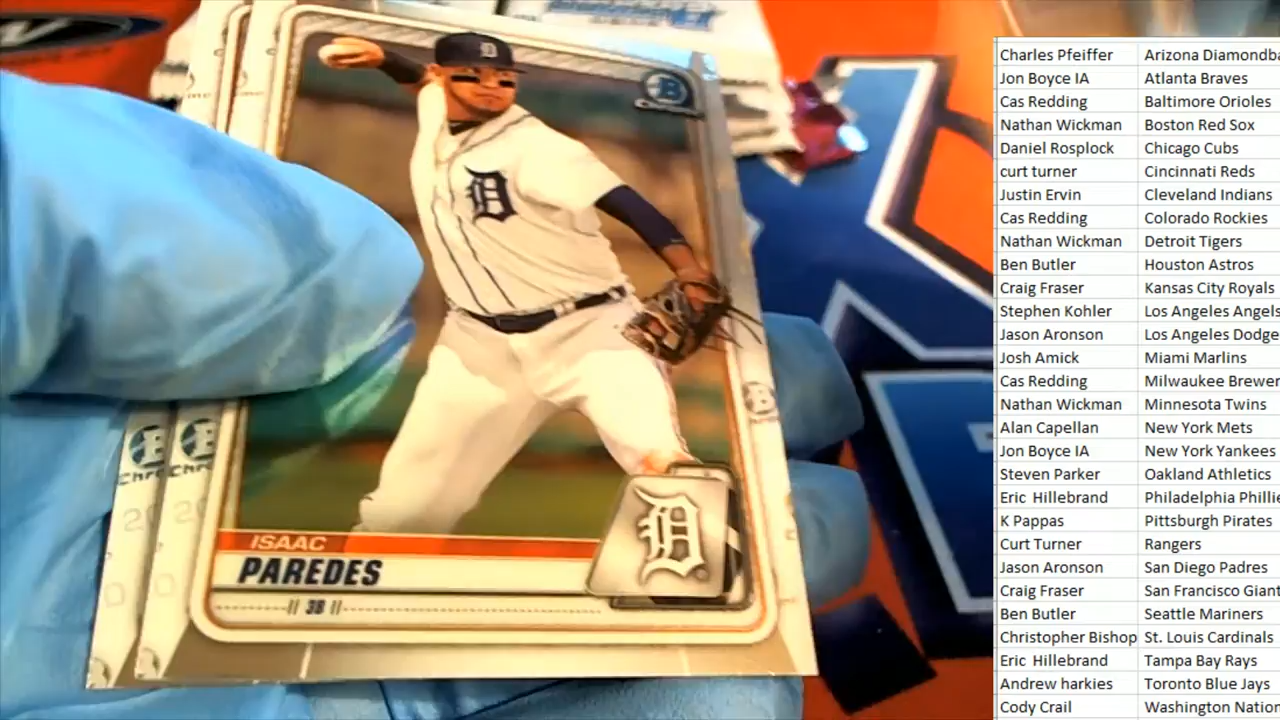 D
D
B
ISAAC
PAREDES
3B
D
B
B
Chr
Chr
Charles Pfeiffer Arizona Diamondba
Jon Boyce IA Atlanta Braves
Cas Redding Baltimore Orioles
Nathan Wickman Boston Red Sox
Daniel Rosplock Chicago Cubs
curt turner Cincinnati Reds
Justin Ervin Cleveland Indians
Cas Redding Colorado Rockies
Nathan Wickman Detroit Tigers
Ben Butler Houston Astros
Craig Fraser Kansas City Royals
Stephen Kohler Los Angeles Angels
Jason Aronson Los Angeles Dodge
Josh Amick Miami Marlins
Cas Redding Milwaukee Brewer
Nathan Wickman Minnesota Twins
Alan Capellan New York Mets
Jon Boyce IA New York Yankees
Steven Parker Oakland Athletics
Eric Hillebrand Philadelphia Phillie
K Pappas Pittsburgh Pirates
Curt Turner Rangers
Jason Aronson San Diego Padres
Craig Fraser San Francisco Giant
Ben Butler Seattle Mariners
Christopher Bishop St. Louis Cardinals
Eric Hillebrand Tampa Bay Rays
Andrew harkies Toronto Blue Jays
Cody Crail Washington Nation